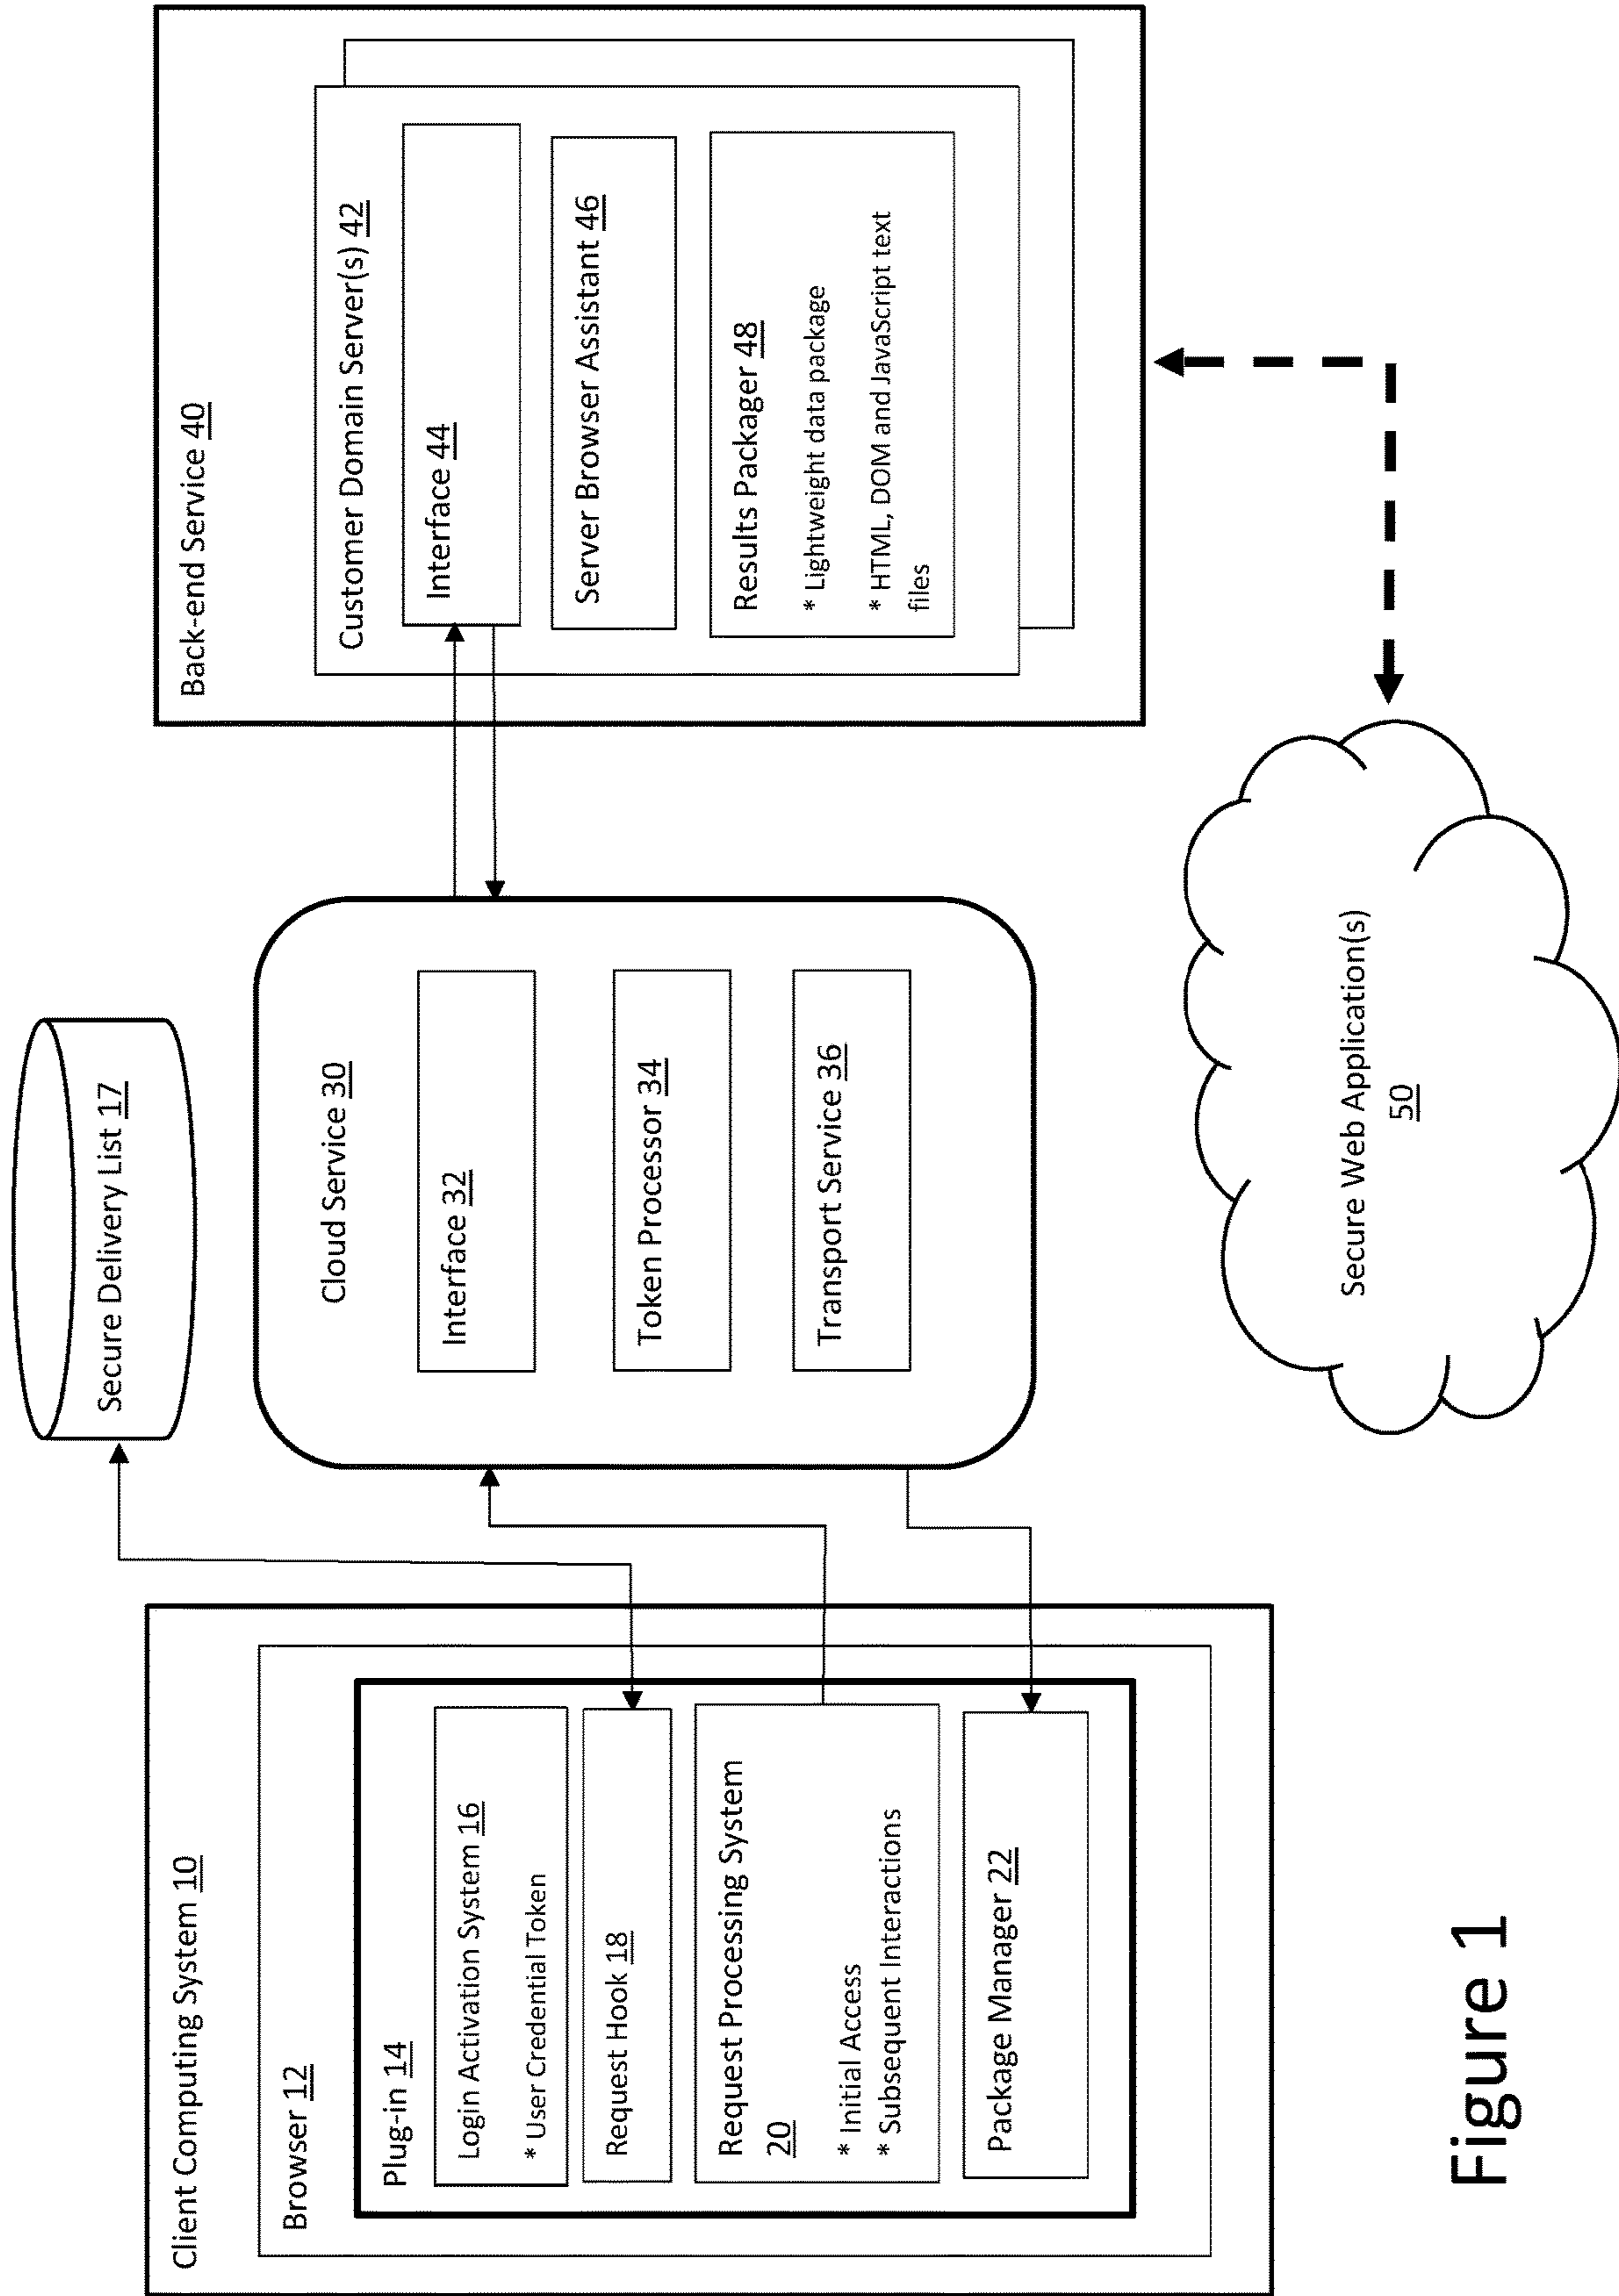 Client Computing System 10
Browser 12
Plug-in 14
Login Activation System 16
* User Credential Token
Request Hook 18
Request Processing System
20
* Initial Access
* Subsequent Interactions
Package Manager 22
Secure Delivery List 17
Cloud Service 30
Interface 32
Token Processor 34
Transport Service 36
Back-end Service 40
Customer Domain Server(s) 42
Interface 44
Server Browser Assistant 46
Results Packager 48
* Lightweight data package
* HTML, DOM and JavaScript text
files
Secure Web Application(s)
50
Figure 1